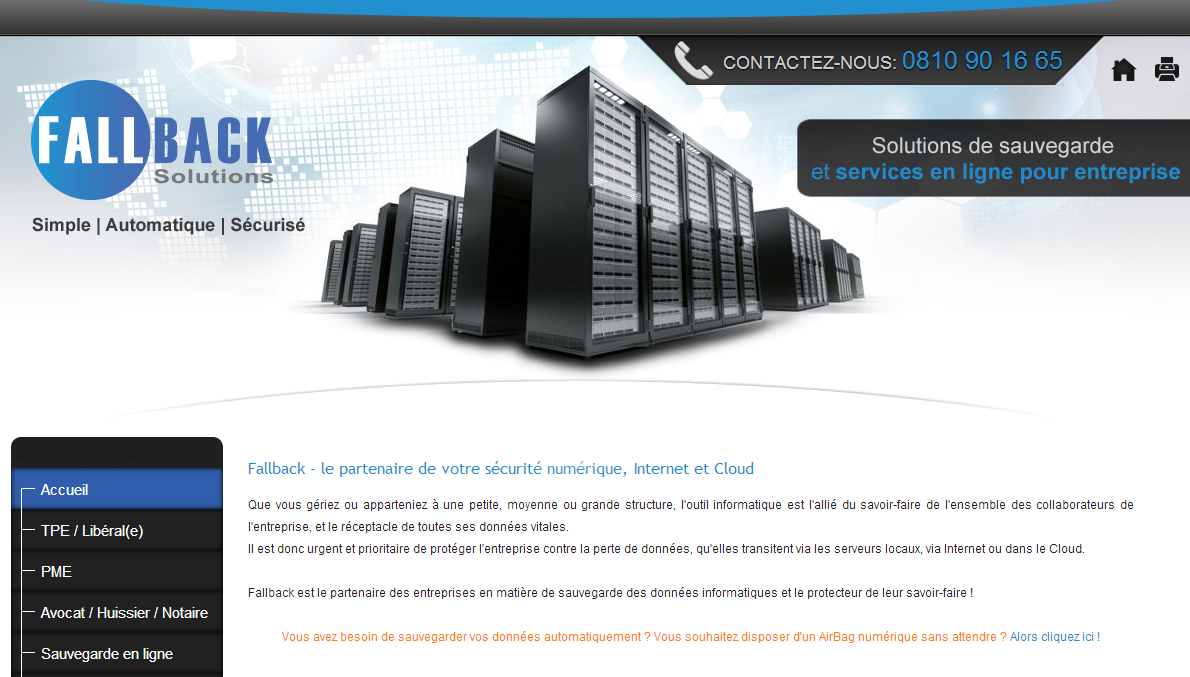 CONTACTEZ-NOUS: 0810 90 16 65
FALLBACK
Solutions
Simple | Automatique | Sécurisé
Solutions de sauvegarde
et services en ligne pour entreprise
Accueil
TPE / Libéral(e)
PME
Avocat / Huissier / Notaire
Sauvegarde en ligne
Fallback - le partenaire de votre sécurité numérique, Internet et Cloud
Que vous gériez ou apparteniez à une petite, moyenne ou grande structure, l'outil informatique est l'allié du savoir-faire de l'ensemble des collaborateurs de
l'entreprise, et le réceptacle de toutes ses données vitales.
Il est donc urgent et prioritaire de protéger l'entreprise contre la perte de données, qu'elles transitent via les serveurs locaux, via Internet ou dans le Cloud.
Fallback est le partenaire des entreprises en matière de sauvegarde des données informatiques et le protecteur de leur savoir-faire !
Vous avez besoin de sauvegarder vos données automatiquement ? Vous souhaitez disposer d'un AirBag numérique sans attendre ? Alors cliquez ici !